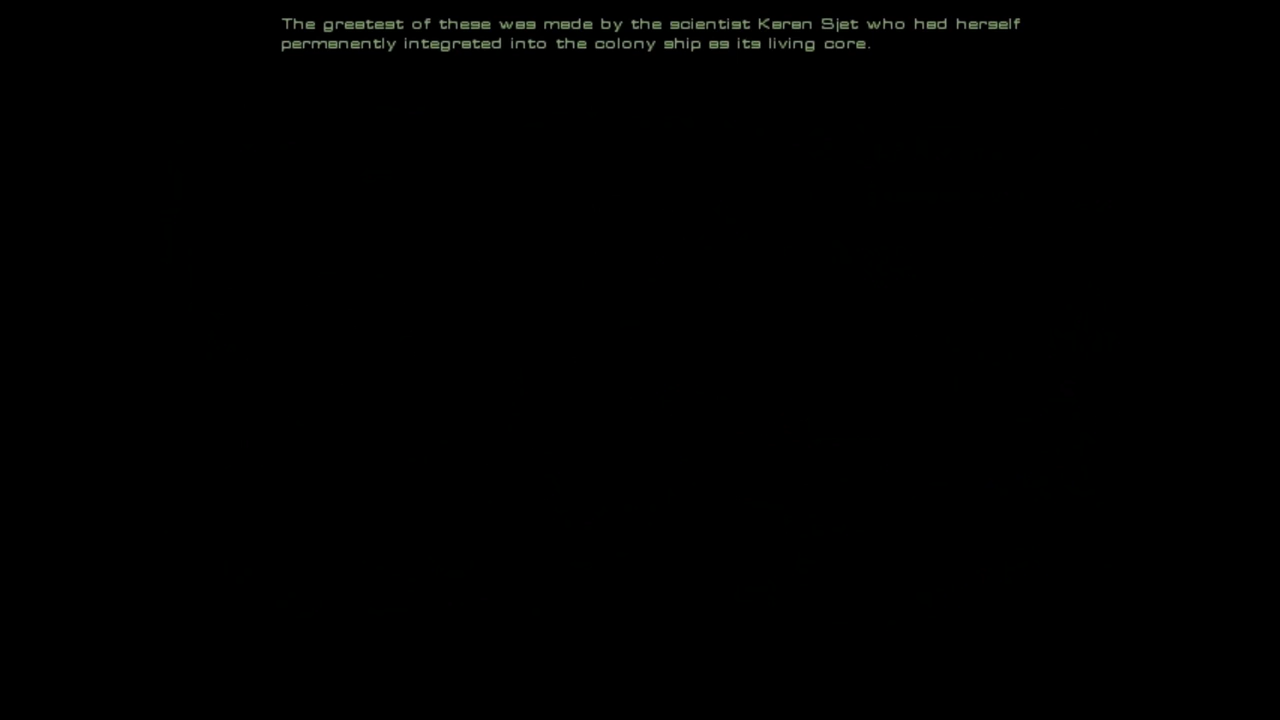 The greatest of these was made by the scientist Karan Sjet who had herself
permanently integrated into the colony ship as its living core.